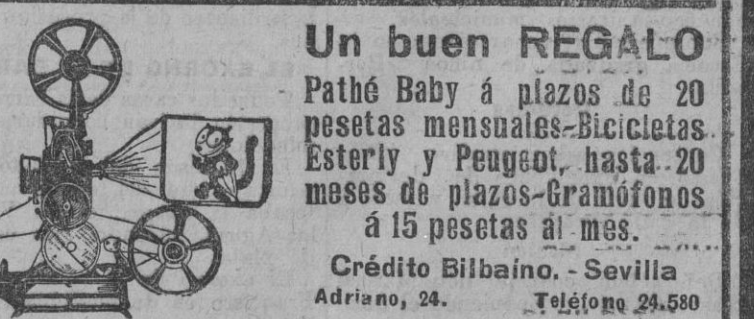 Un buen REGALO
Pathé Baby á plazos de 20
pesetas mensuales-Bicicletas
Esterly y Peugeot, hasta 20
meses de plazos-Gramófonos
á 15 pesetas al mes.
Crédito Bilbaíno. - Sevilla
Adriano, 24. Teléfono 24.580